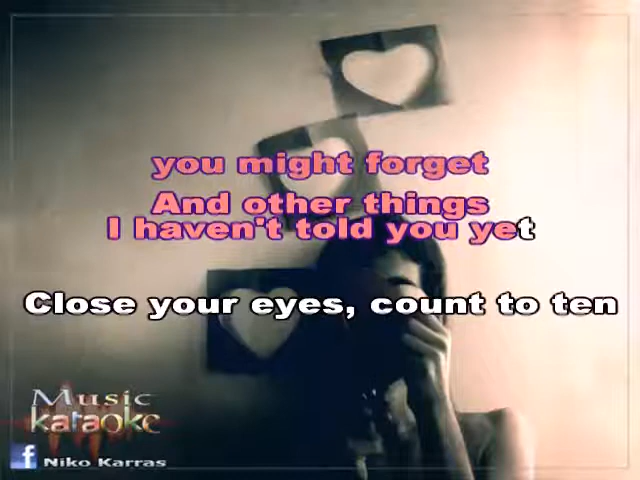 you might forget
And other things
I haven't told you yet
Close your eyes, count to ten
Music
karaoke
f Niko Karras